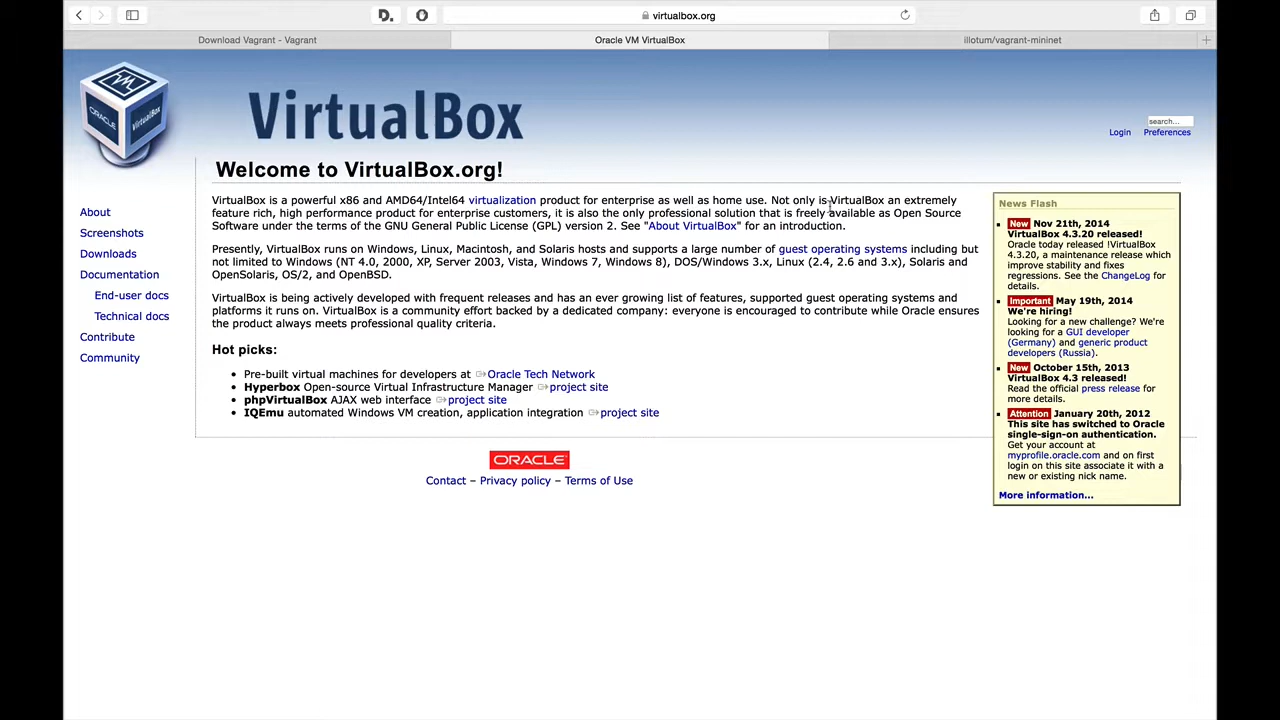 D.
virtualbox.org
Download Vagrant - Vagrant
Oracle VM VirtualBox
illotum/vagrant-mininet
VM
ORACLE
VirtualBox
VirtualBox
search...
Login
Preferences
Welcome to VirtualBox.org!
About
Screenshots
Downloads
Documentation
End-user docs
Technical docs
Contribute
Community
VirtualBox is a powerful x86 and AMD64/Intel64 virtualization product for enterprise as well as home use. Not only is VirtualBox an extremely
feature rich, high performance product for enterprise customers, it is also the only professional solution that is freely available as Open Source
Software under the terms of the GNU General Public License (GPL) version 2. See "About VirtualBox" for an introduction.
Presently, VirtualBox runs on Windows, Linux, Macintosh, and Solaris hosts and supports a large number of guest operating systems including but
not limited to Windows (NT 4.0, 2000, XP, Server 2003, Vista, Windows 7, Windows 8), DOS/Windows 3.x, Linux (2.4, 2.6 and 3.x), Solaris and
OpenSolaris, OS/2, and OpenBSD.
VirtualBox is being actively developed with frequent releases and has an ever growing list of features, supported guest operating systems and
platforms it runs on. VirtualBox is a community effort backed by a dedicated company: everyone is encouraged to contribute while Oracle ensures
the product always meets professional quality criteria.
Hot picks:
Pre-built virtual machines for developers at Oracle Tech Network
Hyperbox Open-source Virtual Infrastructure Manager project site
phpVirtualBox AJAX web interface project site
IQEmu automated Windows VM creation, application integration project site
News Flash
New Nov 21th, 2014
VirtualBox 4.3.20 released!
Oracle today released !VirtualBox
4.3.20, a maintenance release which
improve stability and fixes
regressions. See the ChangeLog for
details.
Important May 19th, 2014
We're hiring!
Looking for a new challenge? We're
looking for a GUI developer
(Germany) and generic product
developers (Russia).
New October 15th, 2013
VirtualBox 4.3 released!
Read the official press release for
more details.
Attention January 20th, 2012
This site has switched to Oracle
single-sign-on authentication.
Get your account at
myprofile.oracle.com and on first
login on this site associate it with a
new or existing nick name.
More information...
ORACLE
Contact – Privacy policy – Terms of Use